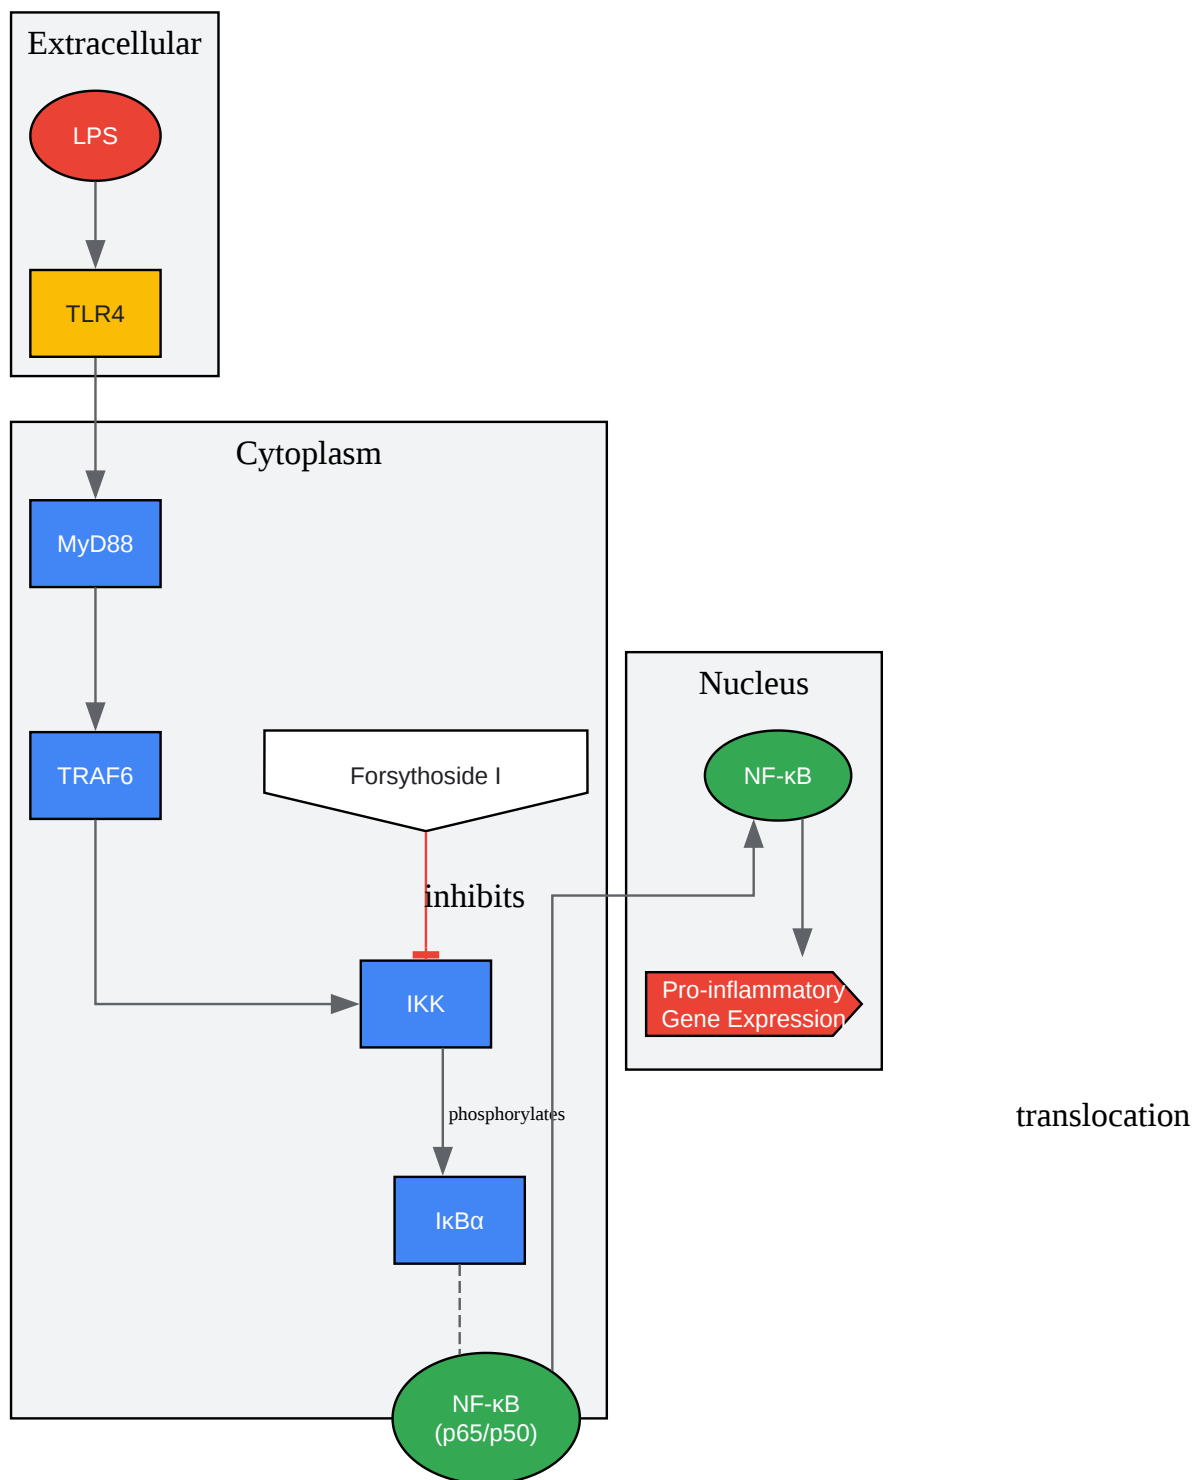 Extracellular
LPS
TLR4
Cytoplasm
MyD88
TRAF6
Forsythoside I
inhibits
IKK
phosphorylates
IκBα
NF-κB
(p65/p50)
Nucleus
NF-κB
Pro-inflammatory
Gene Expression
translocation